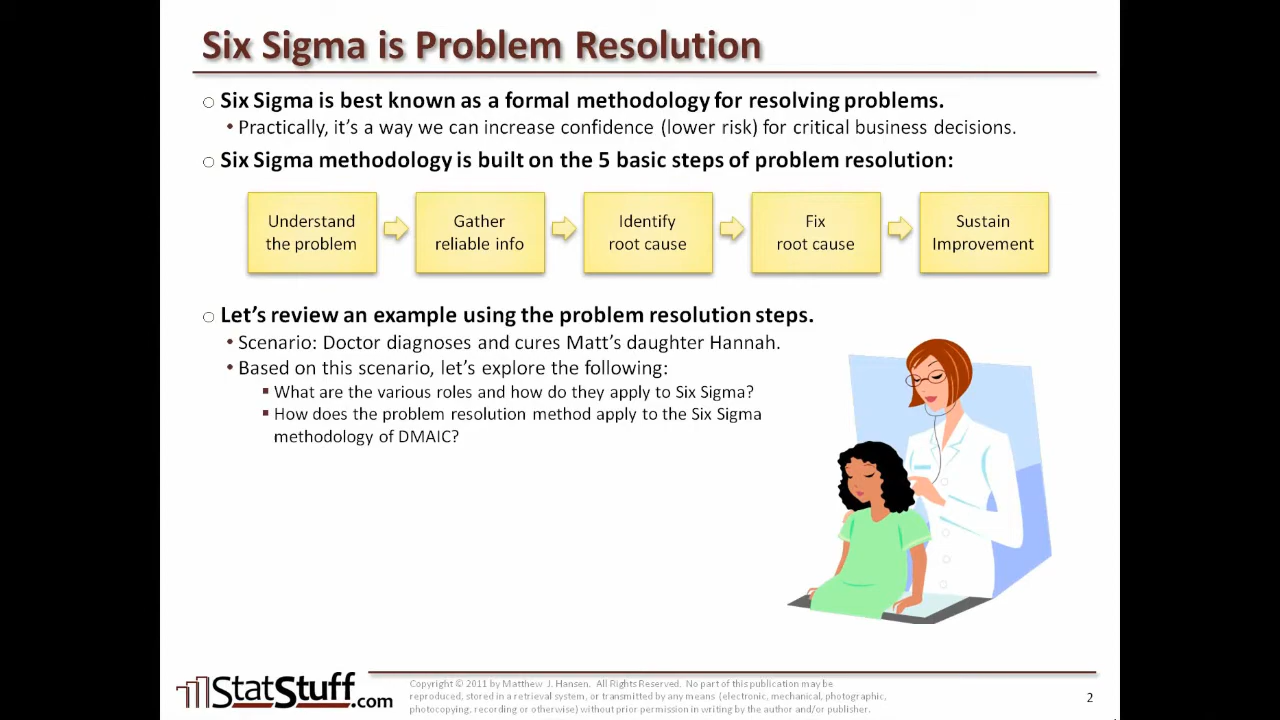 Six Sigma is Problem Resolution
Six Sigma is best known as a formal methodology for resolving problems.
Practically, it's a way we can increase confidence (lower risk) for critical business decisions.
Six Sigma methodology is built on the 5 basic steps of problem resolution:
Understand
the problem
Gather
reliable info
Identify
root cause
Fix
root cause
Sustain
Improvement
Let's review an example using the problem resolution steps.
Scenario: Doctor diagnoses and cures Matt's daughter Hannah.
Based on this scenario, let's explore the following:
What are the various roles and how do they apply to Six Sigma?
How does the problem resolution method apply to the Six Sigma
methodology of DMAIC?
StatStuff.com
Copyright © 2011 by Matthew J. Hansen. All Rights Reserved. No part of this publication may be
reproduced, stored in a retrieval system, or transmitted by any means (electronic, mechanical, photographic,
photocopying, recording or otherwise) without prior permission in writing by the author and/or publisher.
2